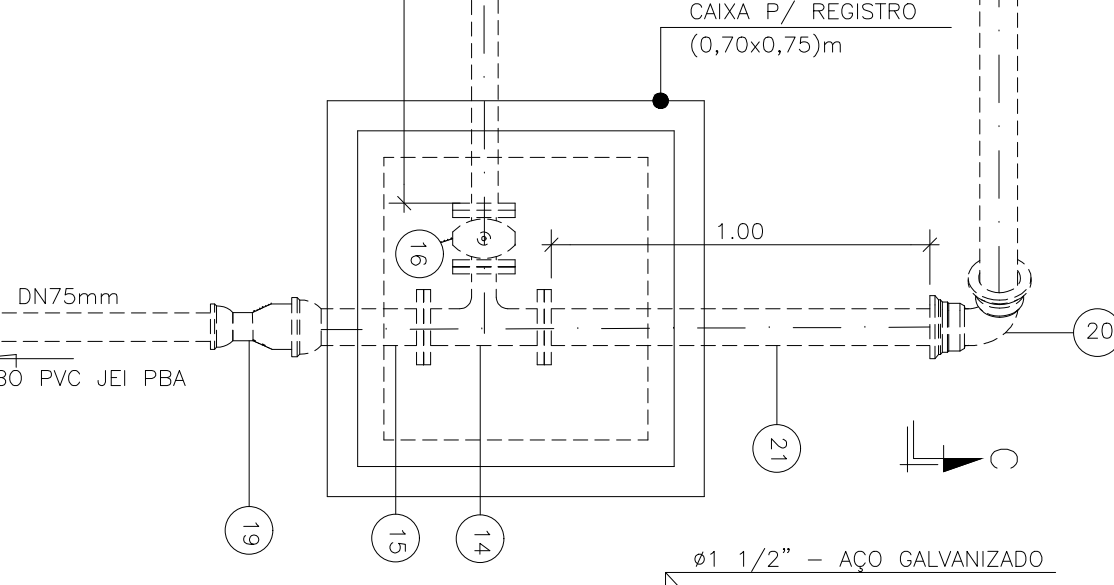 CAIXA P/ REGISTRO
(0,70x0,75)m
1.00
16
DN75mm
20
PVC JEI PBA
21
C
19
15
14
ø1 1/2" – AÇO GALVANIZADO